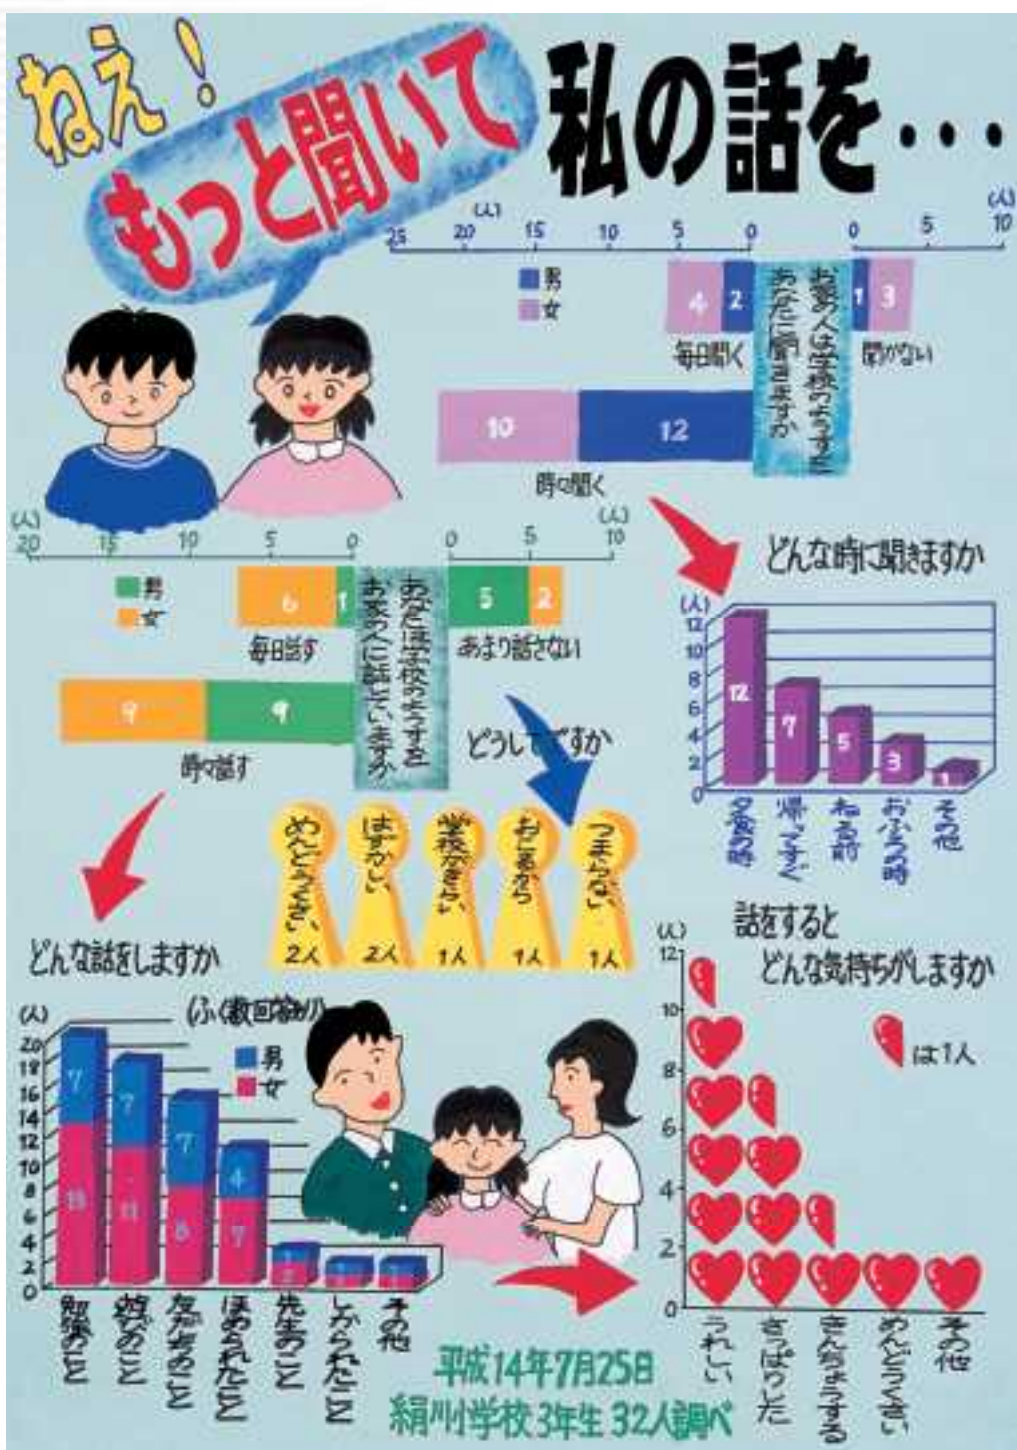 ねえ!
もっと聞いて
私の話を・・・
(人)
25 20 15 10 5 0
(人)
0 5 10
男
女
4 2
毎日聞く
お家の人は学校のようすを
あなたに聞きますか
1 3
聞かない
10 12
時々聞く
(人)
20 15 10 5 0
(人)
0 5 10
男
女
6 1
毎日話す
あなたは学校のようすを
お家の人に話していますか
5 2
あまり話さない
9 9
時々話す
どんな時に聞きますか
(人)
12
10
8
6
4
2
0
12 7 5 3 1
夕食の時
帰ってすぐ
ねる前
おふろの時
その他
どうしてですか
めんどうくさい 2人
はずかしい 2人
学校がきらい 1人
おこるから 1人
つまらない 1人
どんな話をしますか
(ふく数回答あり)
(人)
20
18
16
14
12
10
8
6
4
2
0
男
女
7 7 7 4 1
13 11 8 7 2 1 1
勉強のこと
遊びのこと
友だちのこと
ほめられたこと
先生のこと
しかられたこと
その他
話をすると
どんな気持ちがしますか
(人)
12
10
8
6
4
2
0
は1人
うれしい
さっぱりした
きんちょうする
めんどうくさい
その他
平成14年7月25日
絹川小学校3年生32人調べ